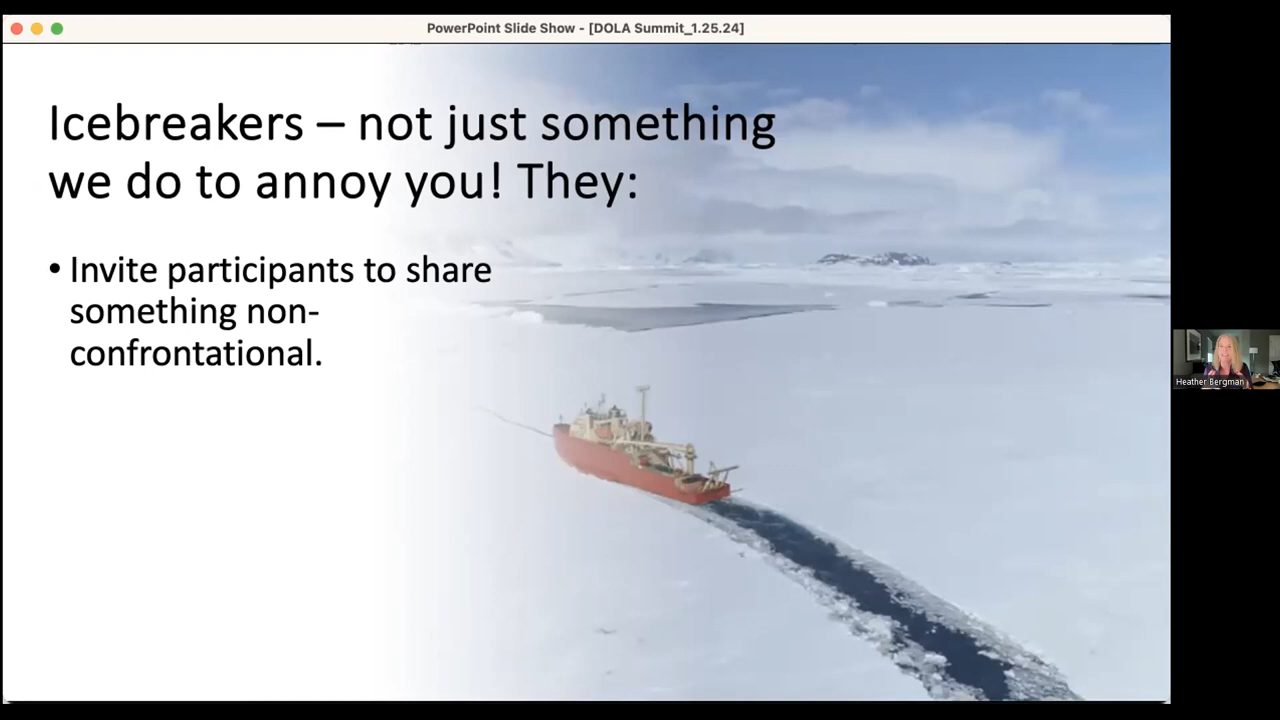 PowerPoint Slide Show - [DOLA Summit_1.25.24]
Icebreakers – not just something
we do to annoy you! They:
• Invite participants to share
something non-
confrontational.
Heather Bergman